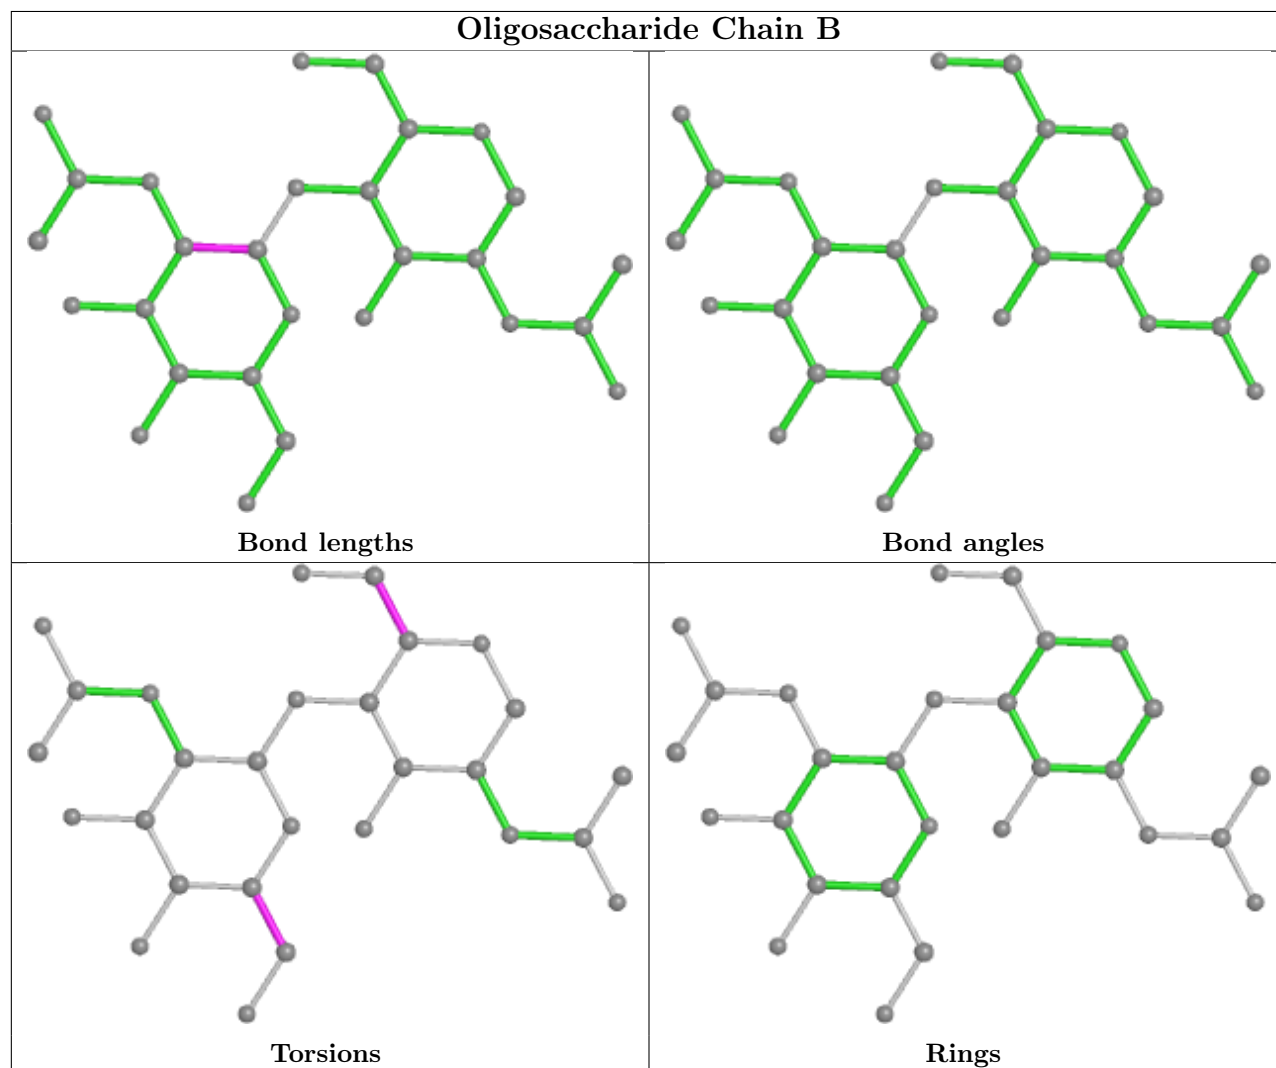 Oligosaccharide Chain B
Bond lengths
Bond angles
Torsions
Rings